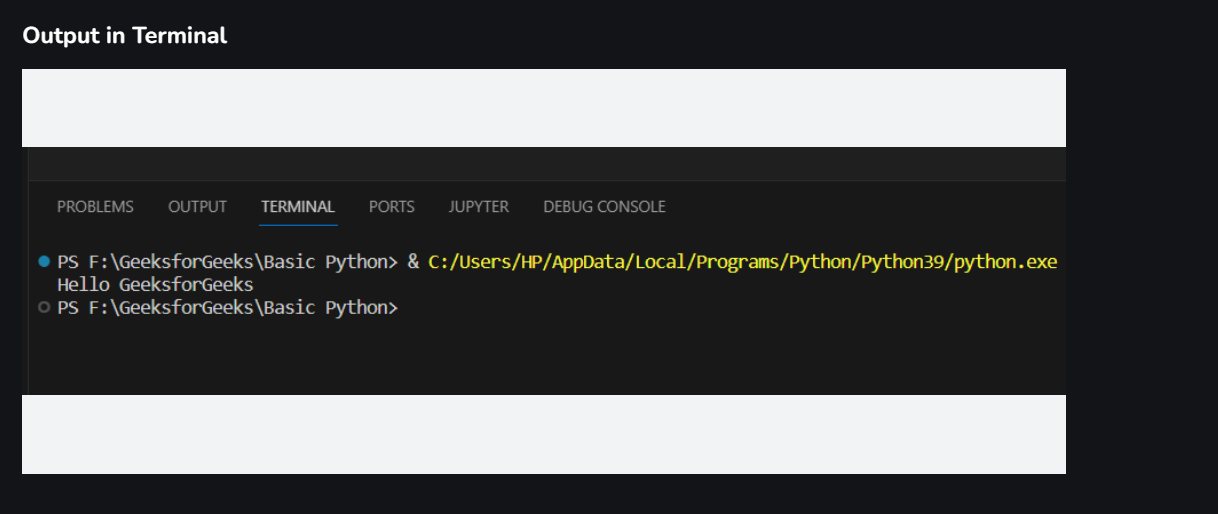 Output in Terminal
PROBLEMS OUTPUT TERMINAL PORTS JUPYTER DEBUG CONSOLE
PS F:\GeeksforGeeks\Basic Python> & C:/Users/HP/AppData/Local/Programs/Python/Python39/python.exe
Hello GeeksforGeeks
PS F:\GeeksforGeeks\Basic Python>